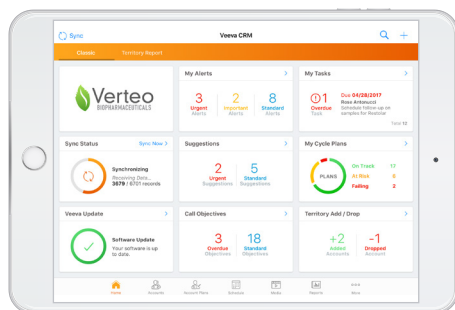 Sync
Veeva CRM
Classic
Territory Report
Verteo
BIOPHARMACEUTICALS
My Alerts
3
Urgent
Alerts
2
Important
Alerts
8
Standard
Alerts
My Tasks
1
Overdue
Task
Due 04/28/2017
Rose Antonucci
Schedule follow-up on
samples for Restolar
Total 12
Sync Status
Sync Now
Synchronizing
Receiving Data...
3679 / 6701 records
Suggestions
2
Urgent
Suggestions
5
Standard
Suggestions
My Cycle Plans
PLANS
On Track 17
At Risk 0
Failing 2
Veeva Update
Software Update
Your software is up
to date.
Call Objectives
3
Overdue
Objectives
18
Standard
Objectives
Territory Add / Drop
+2
Added
Accounts
-1
Dropped
Account
Home
Accounts
Account Plans
Schedule
Media
Reports
More